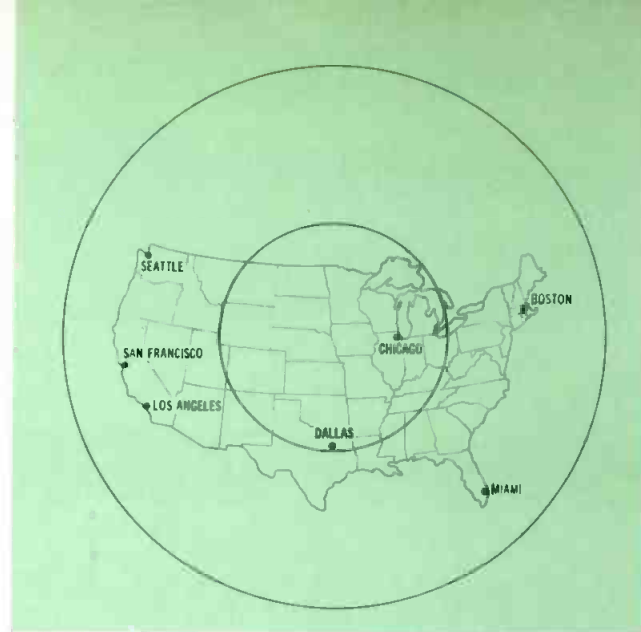 SEATTLE
BOSTON
CHICAGO
SAN FRANCISCO
LOS ANGELES
DALLAS
MIAMI